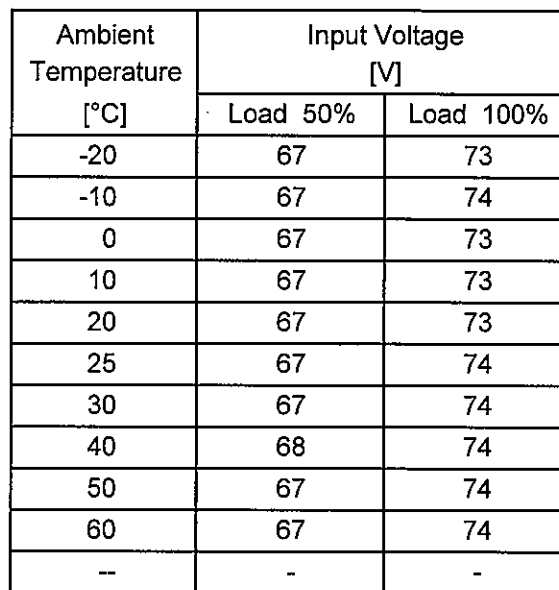 Ambient Temperature [°C] Input Voltage [V]
Load 50% Load 100%
-20 67 73
-10 67 74
0 67 73
10 67 73
20 67 73
25 67 74
30 67 74
40 68 74
50 67 74
60 67 74
-- - -